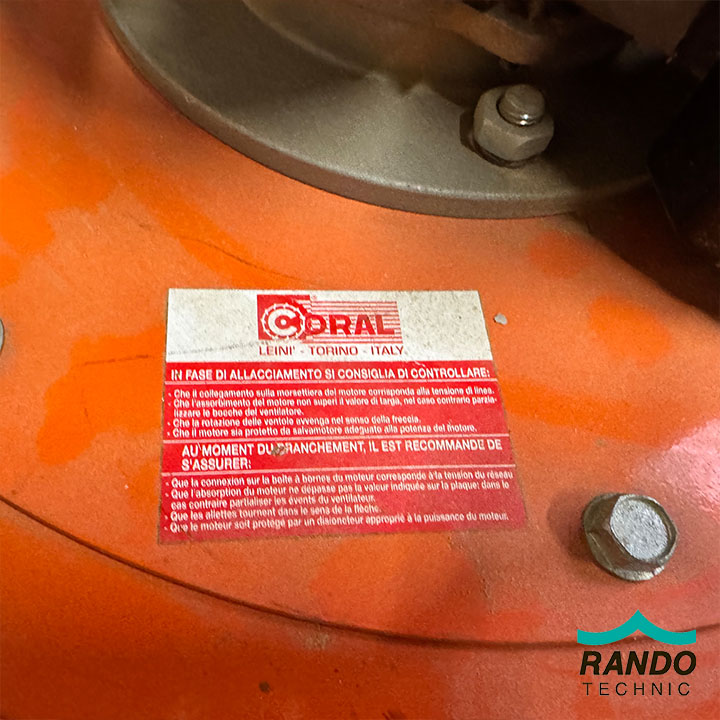 CORAL
LEINI' - TORINO - ITALY
IN FASE DI ALLACCIAMENTO SI CONSIGLIA DI CONTROLLARE:
- Che il collegamento sulla morsettiera del motore corrisponda alla tensione di linea.
- Che l'assorbimento del motore non superi il valore di targa, nel caso contrario parzia-
lizzare le bocche del ventilatore.
- Che la rotazione delle ventole avvenga nel senso della freccia.
- Che il motore sia protetto da salvamotore adeguato alla potenza del motore.
AU MOMENT DU BRANCHEMENT, IL EST RECOMMANDE DE
S'ASSURER:
- Que la connexion sur la boîte à bornes du moteur corresponde à la tension du réseau
- Que l'absorption du moteur ne dépasse pas la valeur indiquée sur la plaque: dans le
cas contraire partialiser les évents du ventilateur.
- Que les ailettes tournent dans le sens de la flèche.
- Que le moteur soit protégé par un disjoncteur approprié à la puissance du moteur.
RANDO
TECHNIC